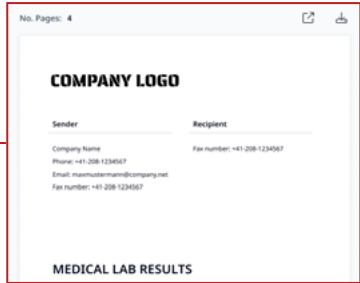 No. Pages: 4
COMPANY LOGO
Sender
Recipient
Company Name
Fax number: +41-208-1234567
Phone: +41-208-1234567
Email: maxmustermann@company.net
Fax number: +41-208-1234567
MEDICAL LAB RESULTS